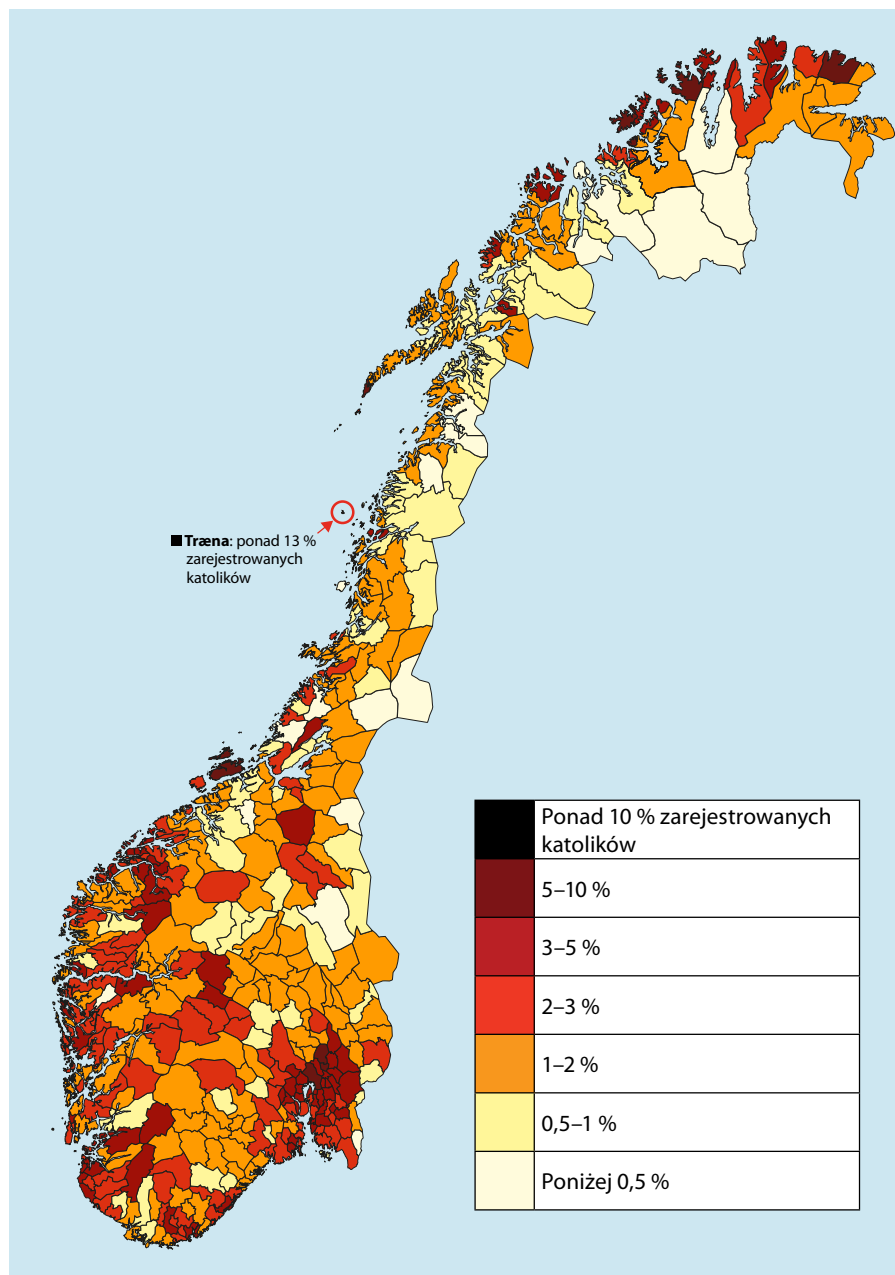 ■ Træna: ponad 13 %
zarejestrowanych
katolików
Ponad 10 % zarejestrowanych
katolików
5–10 %
3–5 %
2–3 %
1–2 %
0,5–1 %
Poniżej 0,5 %